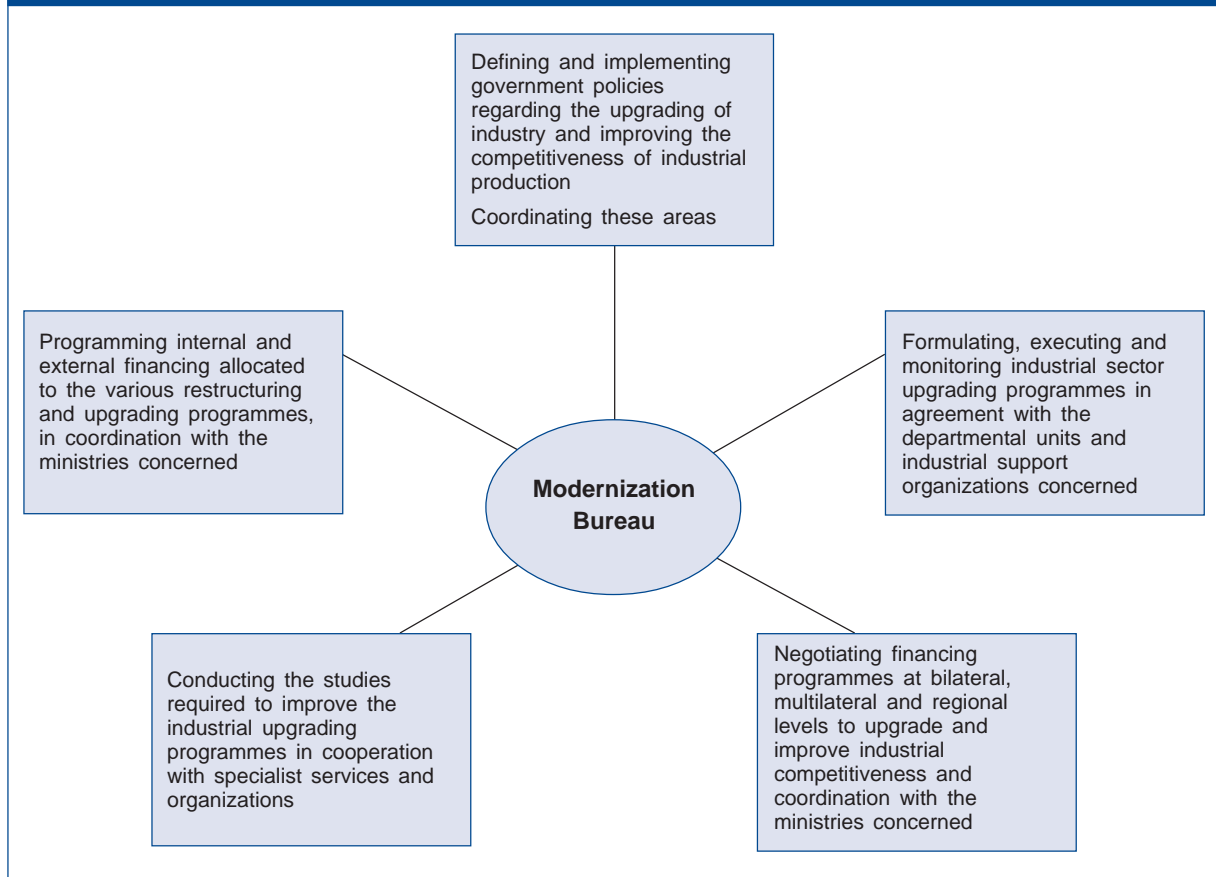 Defining and implementing
government policies
regarding the upgrading of
industry and improving the
competitiveness of industrial
production
Coordinating these areas
Programming internal and
external financing allocated
to the various restructuring
and upgrading programmes,
in coordination with the
ministries concerned
Formulating, executing and
monitoring industrial sector
upgrading programmes in
agreement with the
departmental units and
industrial support
organizations concerned
Modernization
Bureau
Conducting the studies
required to improve the
industrial upgrading
programmes in cooperation
with specialist services and
organizations
Negotiating financing
programmes at bilateral,
multilateral and regional
levels to upgrade and
improve industrial
competitiveness and
coordination with the
ministries concerned